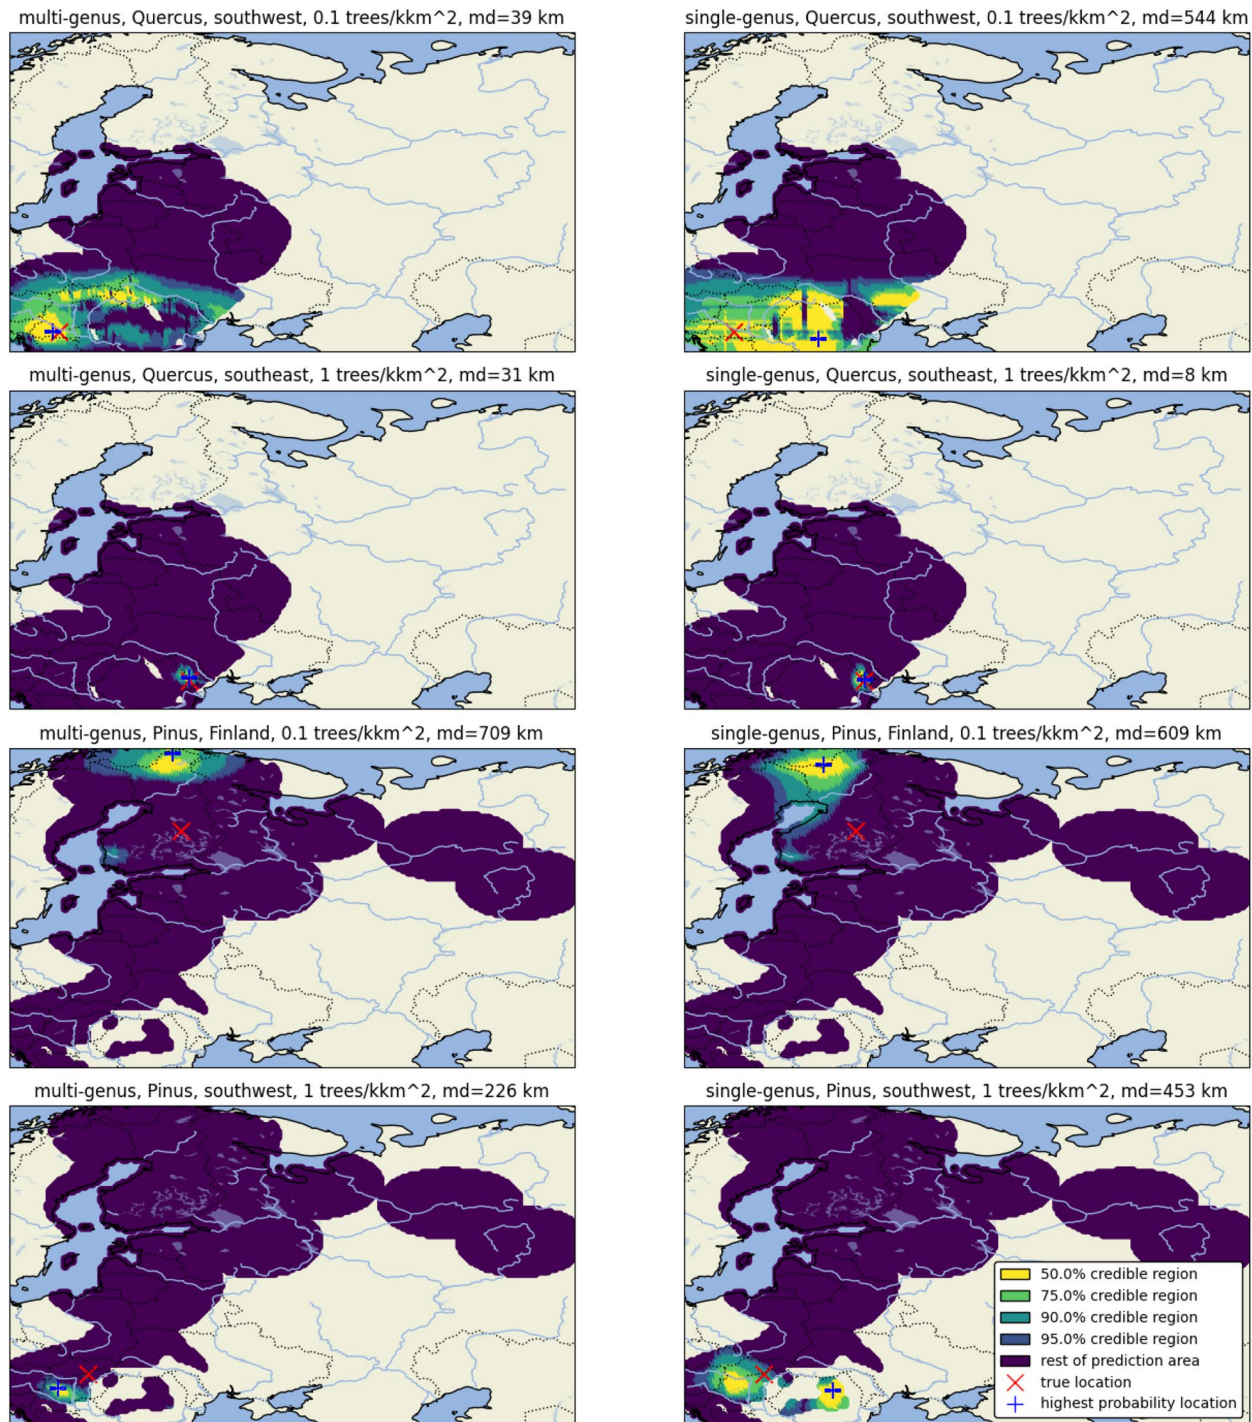 multi-genus, Quercus, southwest, 0.1 trees/kkm^2, md=39 km
single-genus, Quercus, southwest, 0.1 trees/kkm^2, md=544 km
multi-genus, Quercus, southeast, 1 trees/kkm^2, md=31 km
single-genus, Quercus, southeast, 1 trees/kkm^2, md=8 km
multi-genus, Pinus, Finland, 0.1 trees/kkm^2, md=709 km
single-genus, Pinus, Finland, 0.1 trees/kkm^2, md=609 km
multi-genus, Pinus, southwest, 1 trees/kkm^2, md=226 km
single-genus, Pinus, southwest, 1 trees/kkm^2, md=453 km
50.0% credible region
75.0% credible region
90.0% credible region
95.0% credible region
rest of prediction area
true location
highest probability location